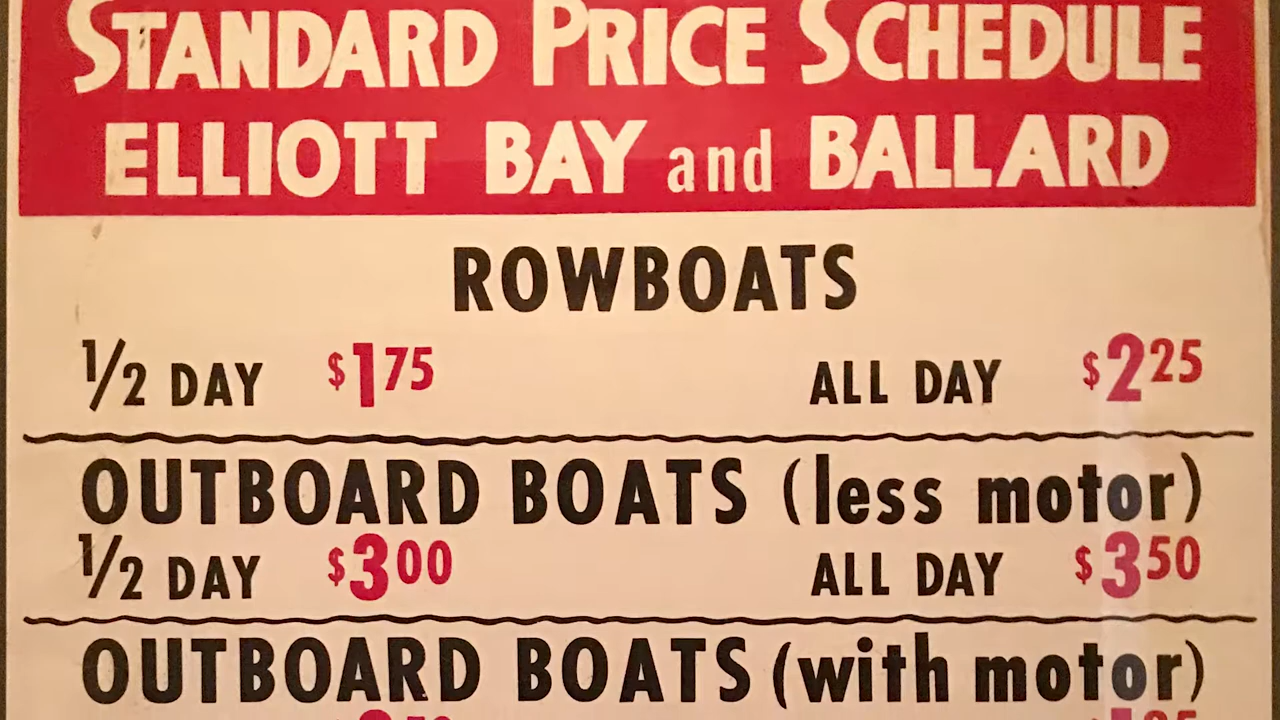 STANDARD PRICE SCHEDULE
ELLIOTT BAY and BALLARD
ROWBOATS
1/2 DAY $1 75 ALL DAY $2 25
OUTBOARD BOATS (less motor)
1/2 DAY $3 00 ALL DAY $3 50
OUTBOARD BOATS (with motor)